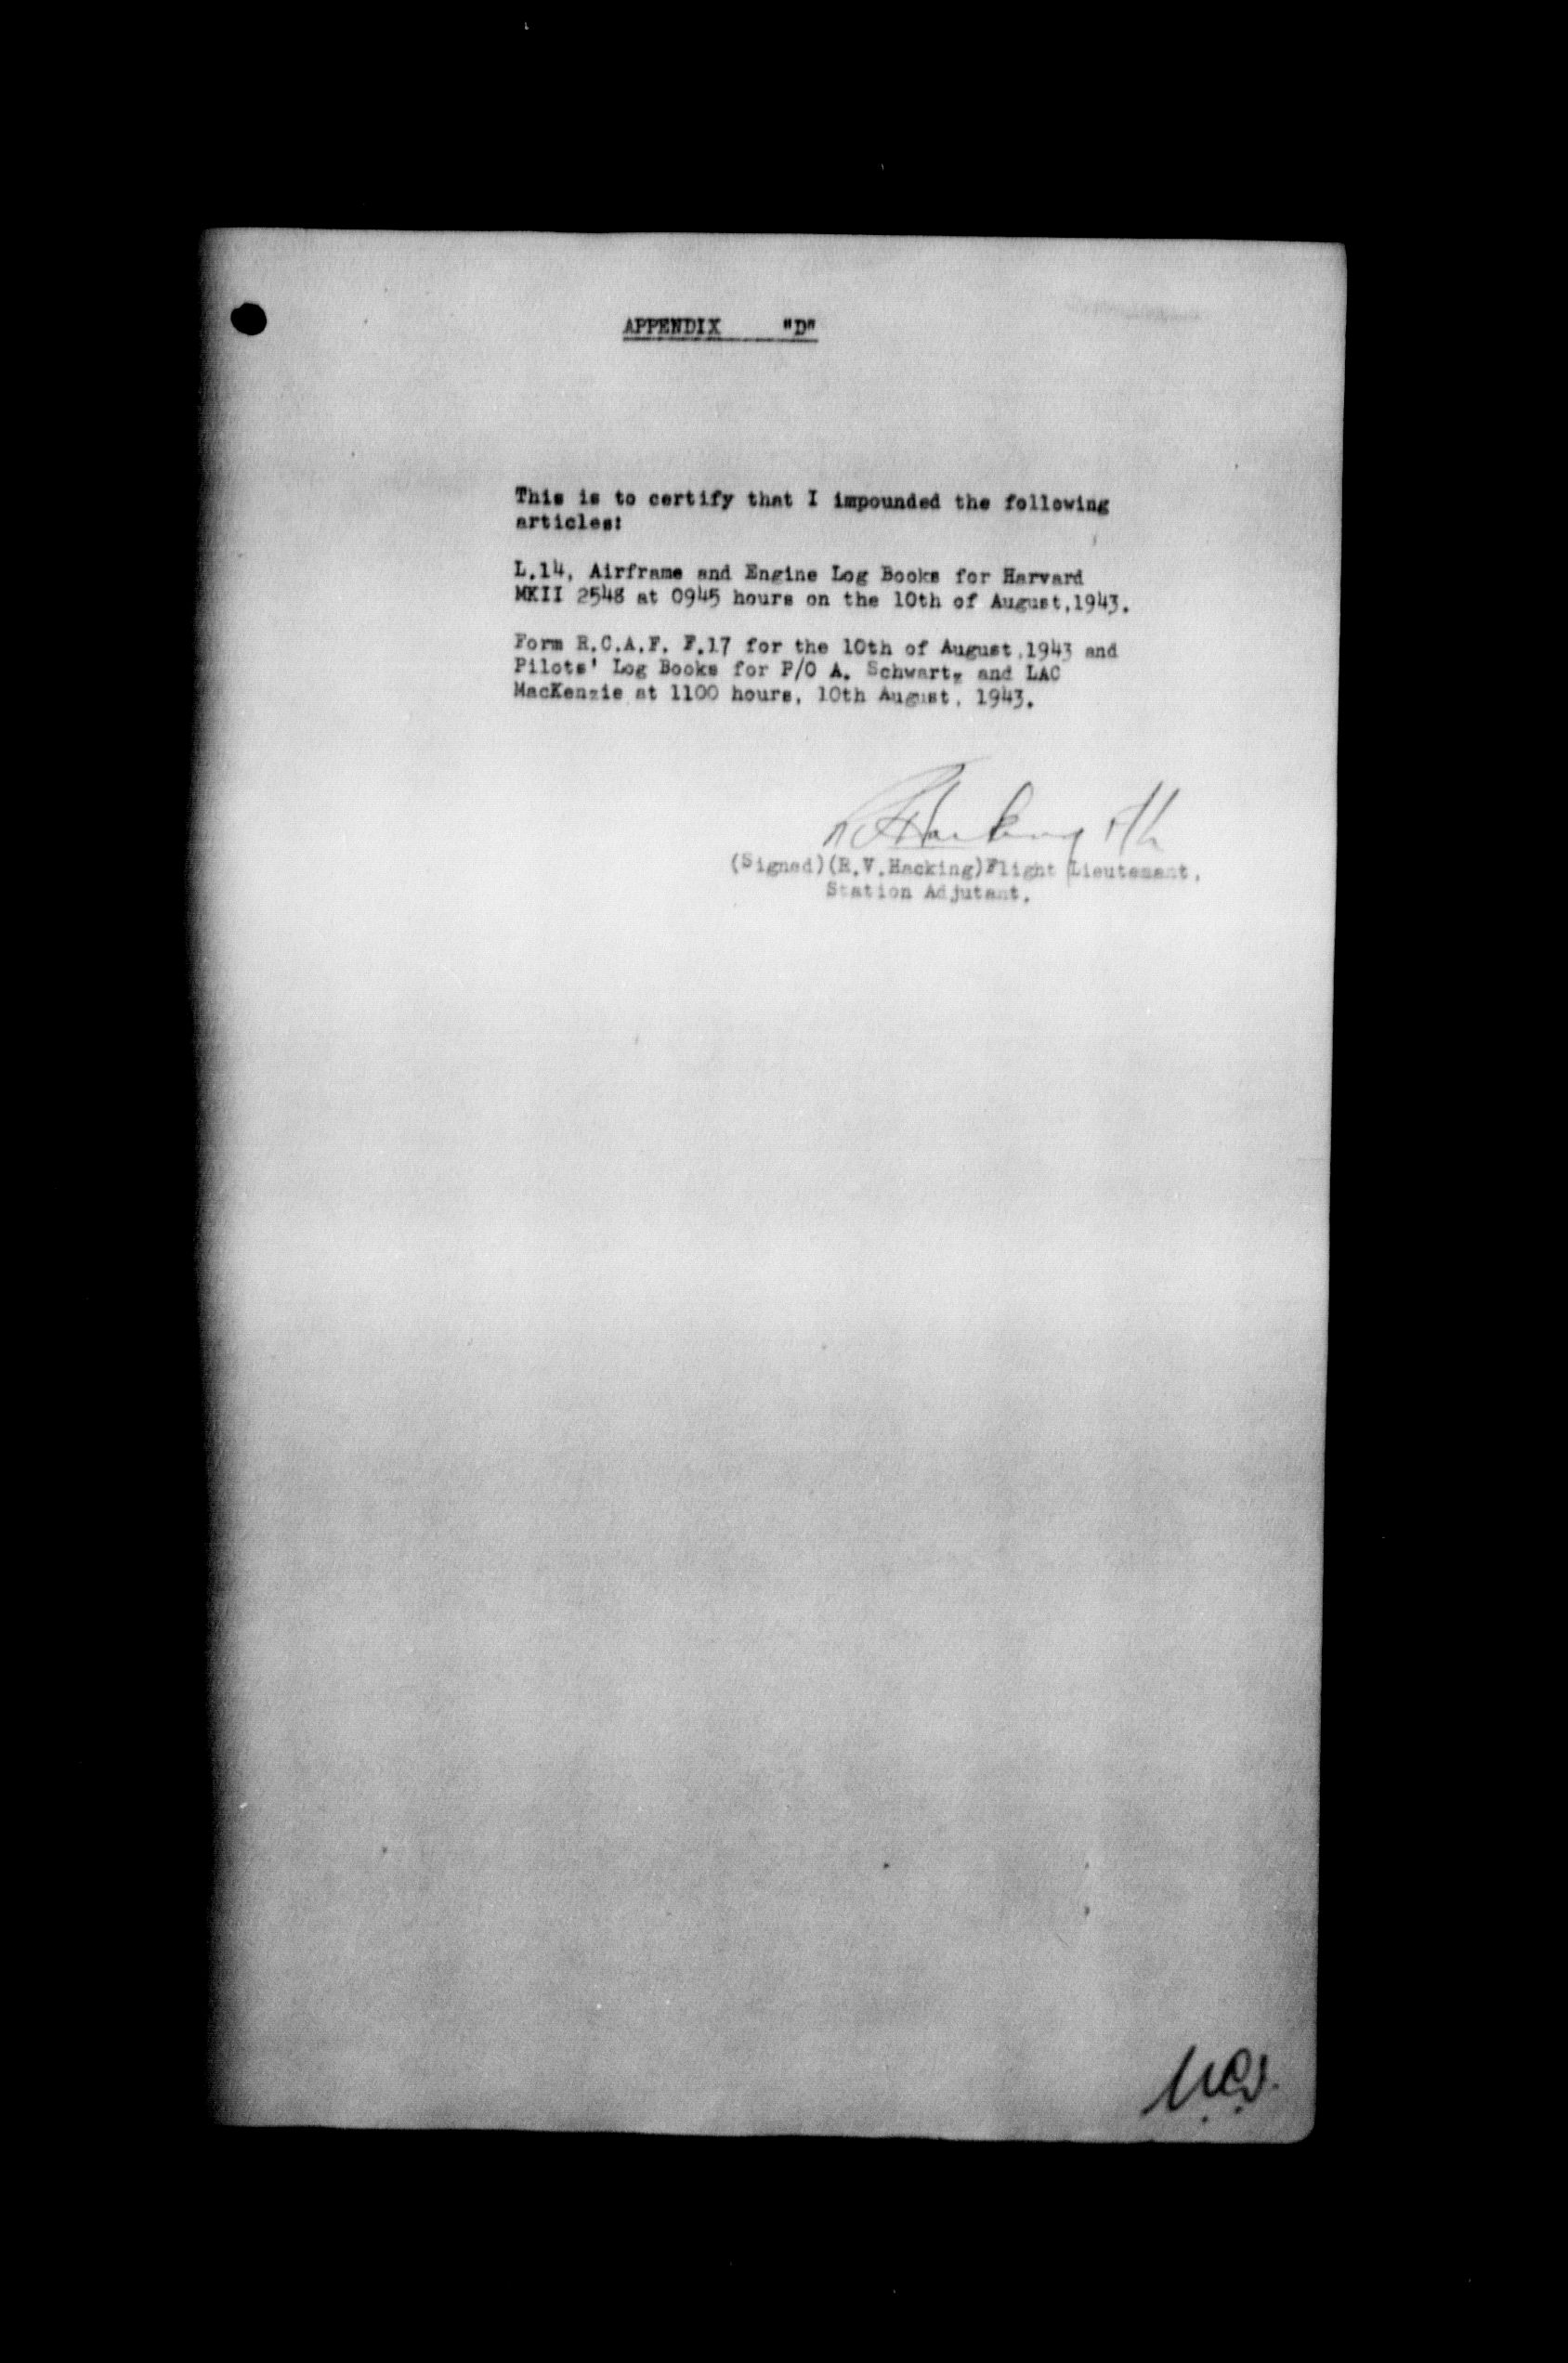 APPENDIX "D"
This is to certify that I impounded the following
articles:
L.14, Airframe and Engine Log Books for Harvard
MKII 2548 at 0945 hours on the 10th of August,1943.
Form R.C.A.F. F.17 for the 10th of August,1943 and
Pilots' Log Books for P/O A. Schwartz and LAC
MacKenzie at 1100 hours, 10th August, 1943.
R V Hacking F/L
(Signed)(R.V.Hacking)Flight Lieutenant,
Station Adjutant.